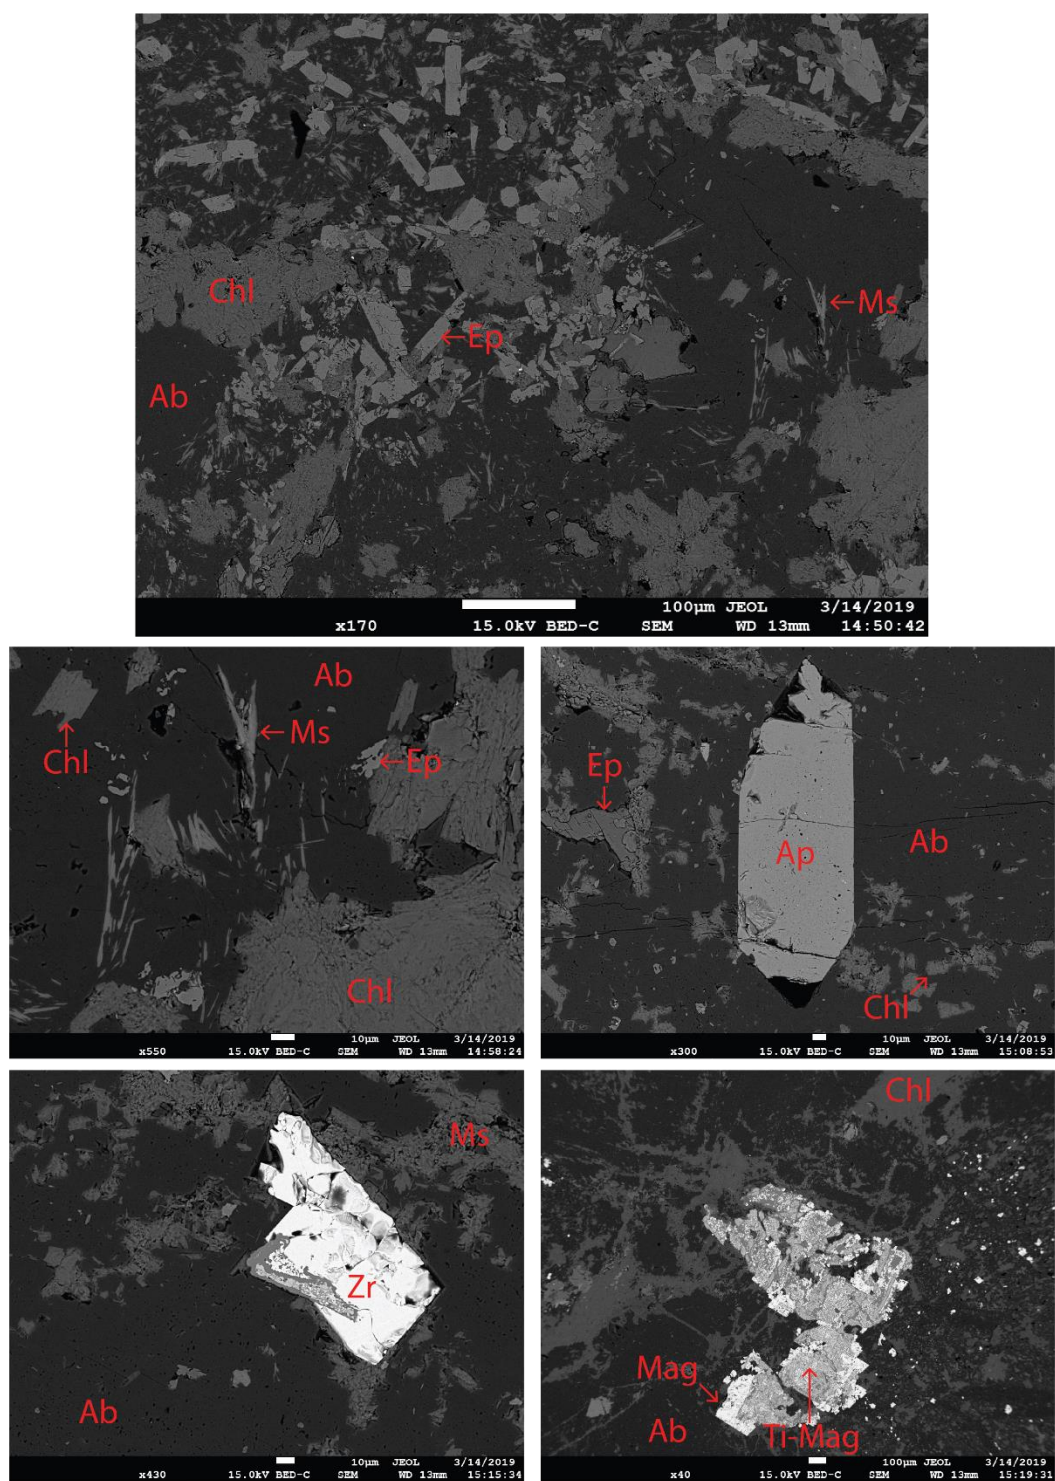 Chl
←Ms
←Ep
Ab
100μm JEOL 3/14/2019
x170 15.0kV BED-C SEM WD 13mm 14:50:42
Ab
←Ms
Chl
←Ep
Chl
10μm JEOL 3/14/2019
x550 15.0kV BED-C SEM WD 13mm 14:58:24
Ep
Ap
Ab
Chl
10μm JEOL 3/14/2019
x300 15.0kV BED-C SEM WD 13mm 15:08:53
Ms
Zr
Ab
10μm JEOL 3/14/2019
x430 15.0kV BED-C SEM WD 13mm 15:15:34
Chl
Mag
Ab
Ti-Mag
100μm JEOL 3/14/2019
x40 15.0kV BED-C SEM WD 13mm 15:19:31